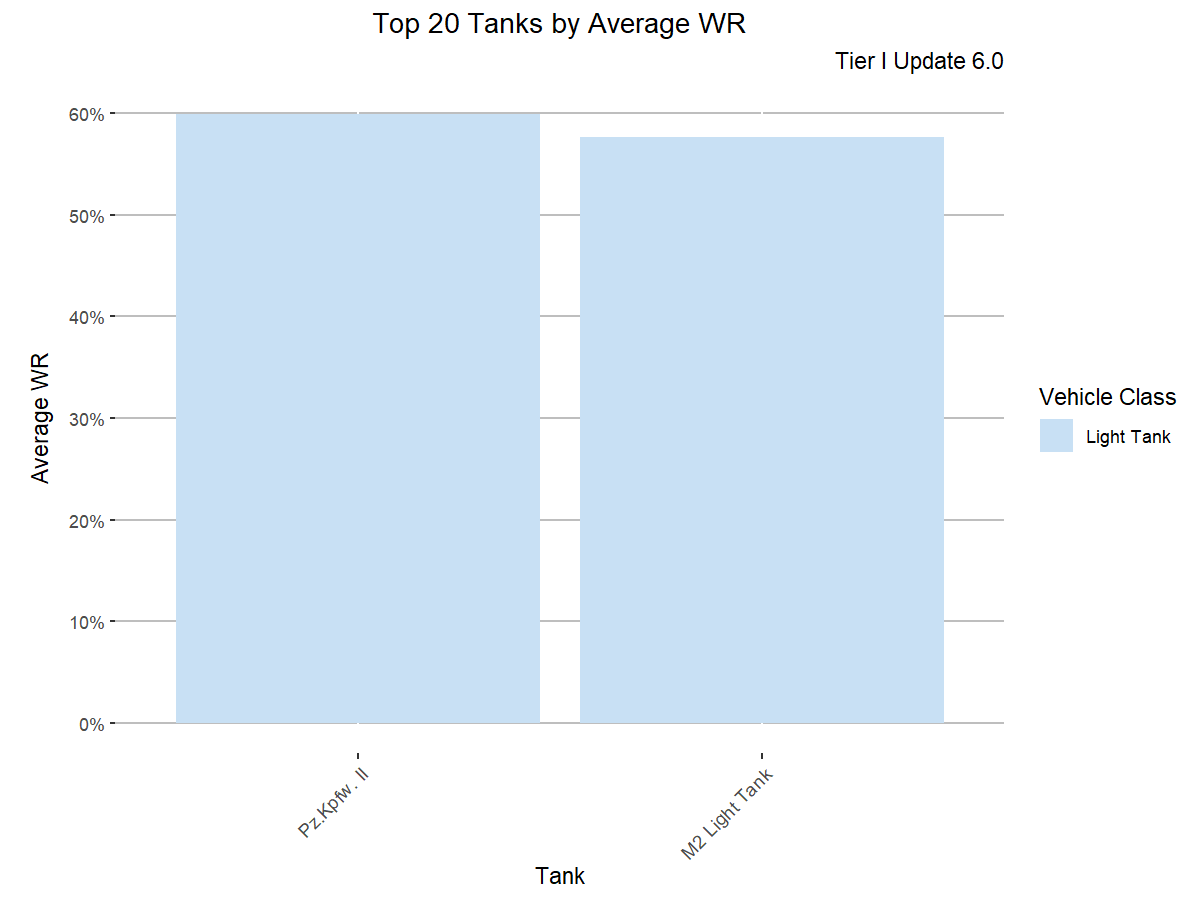 Top 20 Tanks by Average WR
Tier I Update 6.0
60%
50%
40%
30%
20%
10%
0%
Average WR
Pz.Kpfw. II
M2 Light Tank
Tank
Vehicle Class
Light Tank